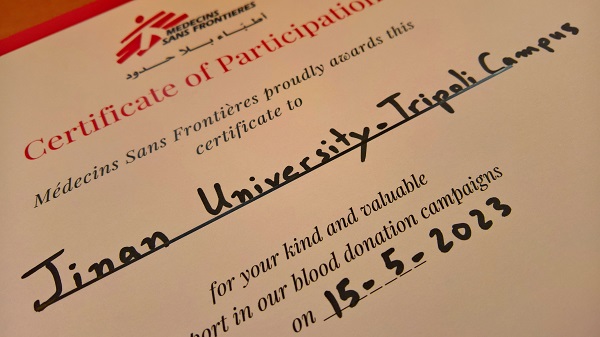 MEDECINS
SANS FRONTIERES
أطباء بلا حدود
Certificate of Participation
Médecins Sans Frontières proudly awards this
certificate to
Jinan University-Tripoli Campus
for your kind and valuable
port in our blood donation campaigns
on 15-5-2023